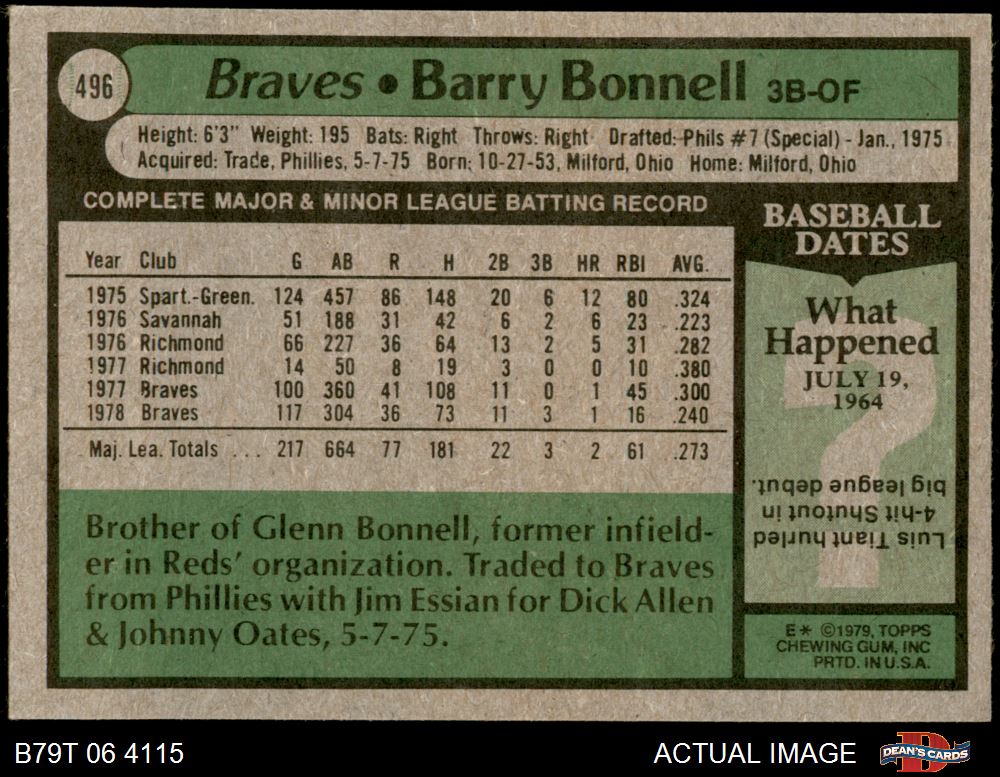 496
Braves • Barry Bonnell 3B-OF
Height: 6'3" Weight: 195 Bats: Right Throws: Right Drafted: Phils #7 (Special) - Jan., 1975
Acquired: Trade, Phillies, 5-7-75 Born: 10-27-53, Milford, Ohio Home: Milford, Ohio
COMPLETE MAJOR & MINOR LEAGUE BATTING RECORD
Year Club G AB R H 2B 3B HR RBI AVG.
1975 Spart.-Green. 124 457 86 148 20 6 12 80 .324
1976 Savannah 51 188 31 42 6 2 6 23 .223
1976 Richmond 66 227 36 64 13 2 5 31 .282
1977 Richmond 14 50 8 19 3 0 0 10 .380
1977 Braves 100 360 41 108 11 0 1 45 .300
1978 Braves 117 304 36 73 11 3 1 16 .240
Maj. Lea. Totals ... 217 664 77 181 22 3 2 61 .273
Brother of Glenn Bonnell, former infield-
er in Reds' organization. Traded to Braves
from Phillies with Jim Essian for Dick Allen
& Johnny Oates, 5-7-75.
BASEBALL
DATES
What
Happened
JULY 19,
1964
?
Luis Tiant hurled
4-hit Shutout in
big league debut.
E* ©1979, TOPPS
CHEWING GUM, INC
PRTD. IN U.S.A.
B79T 06 4115
ACTUAL IMAGE
D
DEAN'S CARDS